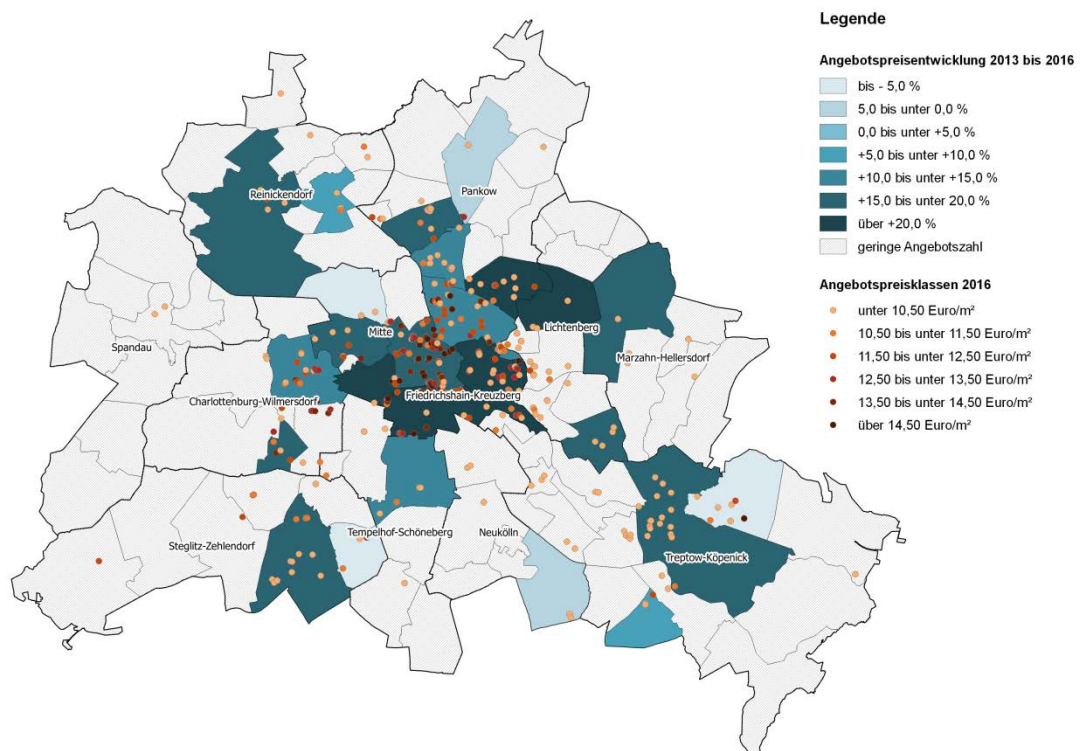 Legende
Angebotspreisentwicklung 2013 bis 2016
bis - 5,0 %
5,0 bis unter 0,0 %
0,0 bis unter +5,0 %
+5,0 bis unter +10,0 %
+10,0 bis unter +15,0 %
+15,0 bis unter 20,0 %
über +20,0 %
geringe Angebotszahl
Angebotspreisklassen 2016
unter 10,50 Euro/m²
10,50 bis unter 11,50 Euro/m²
11,50 bis unter 12,50 Euro/m²
12,50 bis unter 13,50 Euro/m²
13,50 bis unter 14,50 Euro/m²
über 14,50 Euro/m²
Reinickendorf
Pankow
Mitte
Lichtenberg
Spandau
Marzahn-Hellersdorf
Charlottenburg-Wilmersdorf
Friedrichshain-Kreuzberg
Tempelhof-Schöneberg
Neukölln
Steglitz-Zehlendorf
Treptow-Köpenick